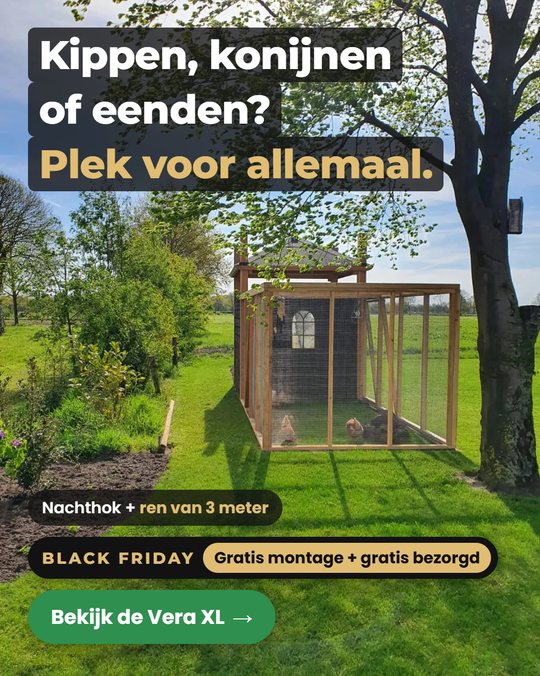 Kippen, konijnen
of eenden?
Plek voor allemaal.
Nachthok + ren van 3 meter
BLACK FRIDAY Gratis montage + gratis bezorgd
Bekijk de Vera XL →